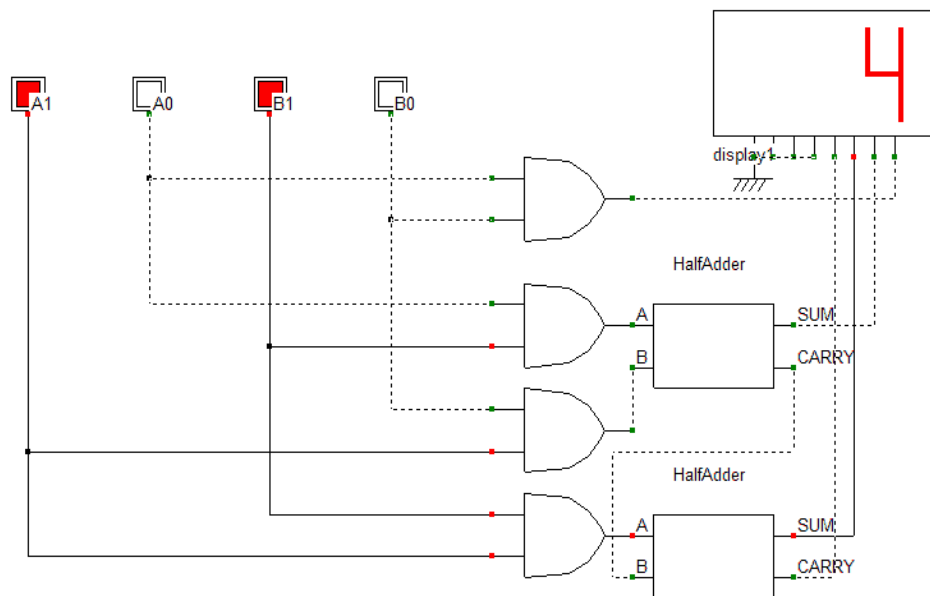 4
A1
A0
B1
B0
display1
HalfAdder
A
SUM
B
CARRY
HalfAdder
A
SUM
B
CARRY